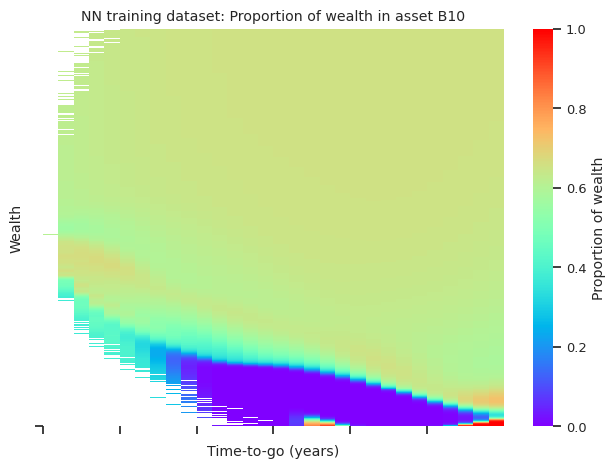 NN training dataset: Proportion of wealth in asset B10
Wealth
Time-to-go (years)
1.0
0.8
0.6
0.4
0.2
0.0
Proportion of wealth